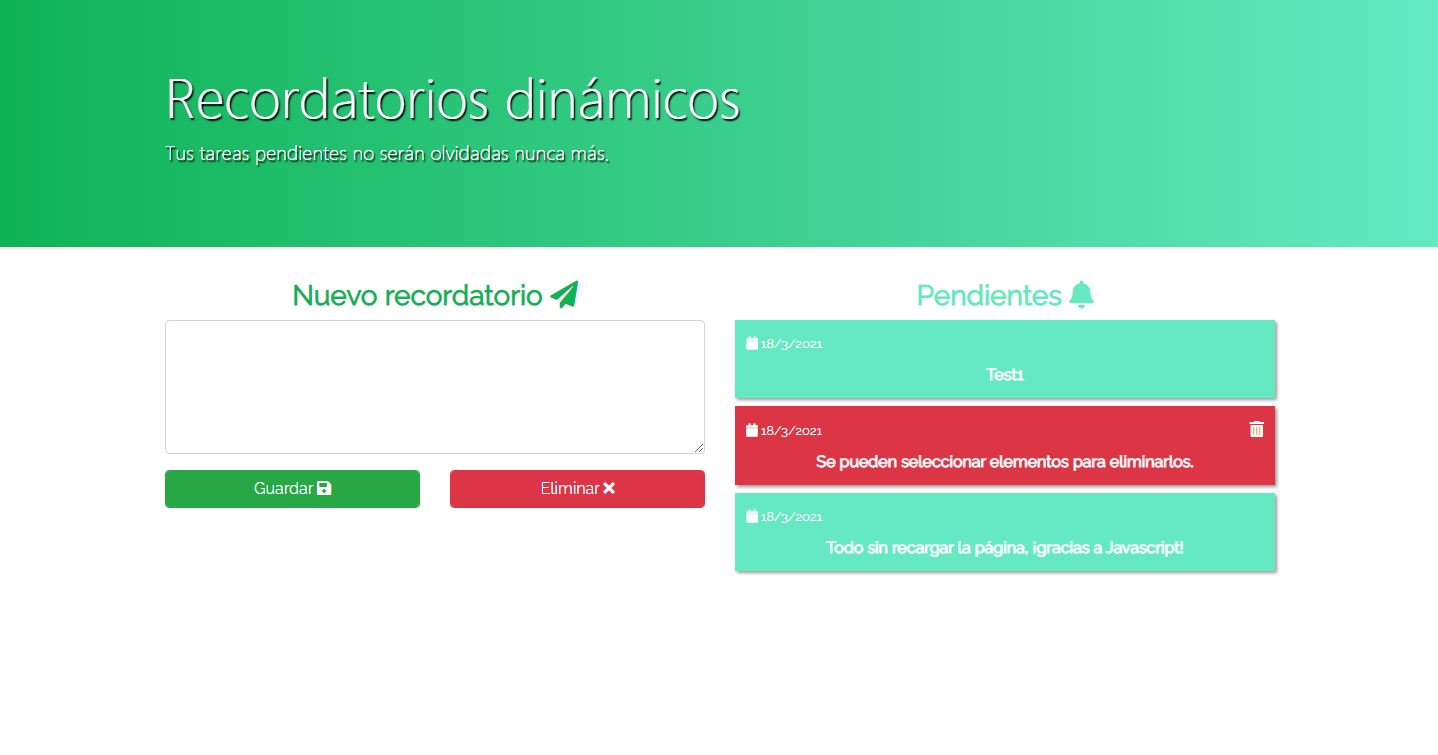 Recordatorios dinámicos
Tus tareas pendientes no serán olvidadas nunca más.
Nuevo recordatorio
Guardar
Eliminar
Pendientes
18/3/2021
Test1
18/3/2021
Se pueden seleccionar elementos para eliminarlos.
18/3/2021
Todo sin recargar la página, ¡gracias a Javascript!